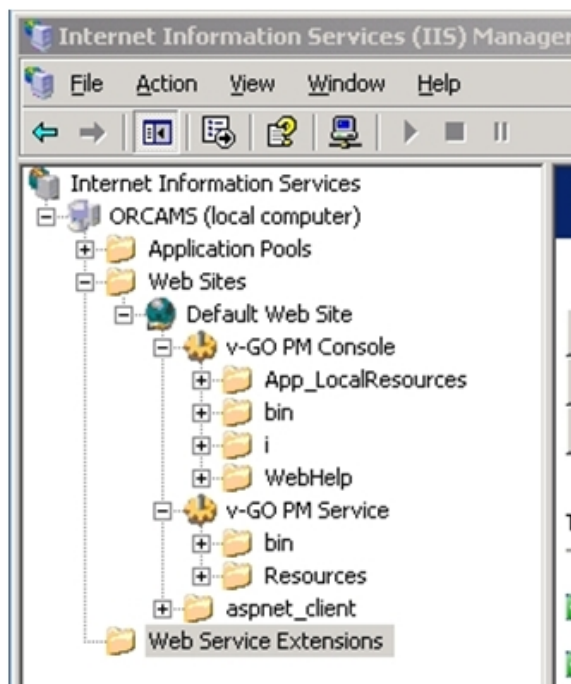 Internet Information Services (IIS) Manager
File Action View Window Help
Internet Information Services
ORCAMS (local computer)
Application Pools
Web Sites
Default Web Site
v-GO PM Console
App_LocalResources
bin
i
WebHelp
v-GO PM Service
bin
Resources
aspnet_client
Web Service Extensions